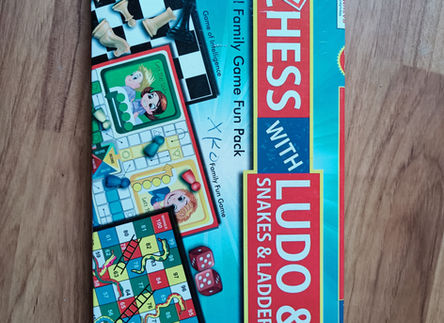 CHESS WITH
LUDO &
SNAKES & LADDER
! Family Game Fun Pack
Game of Intelligence
Family Fun Game